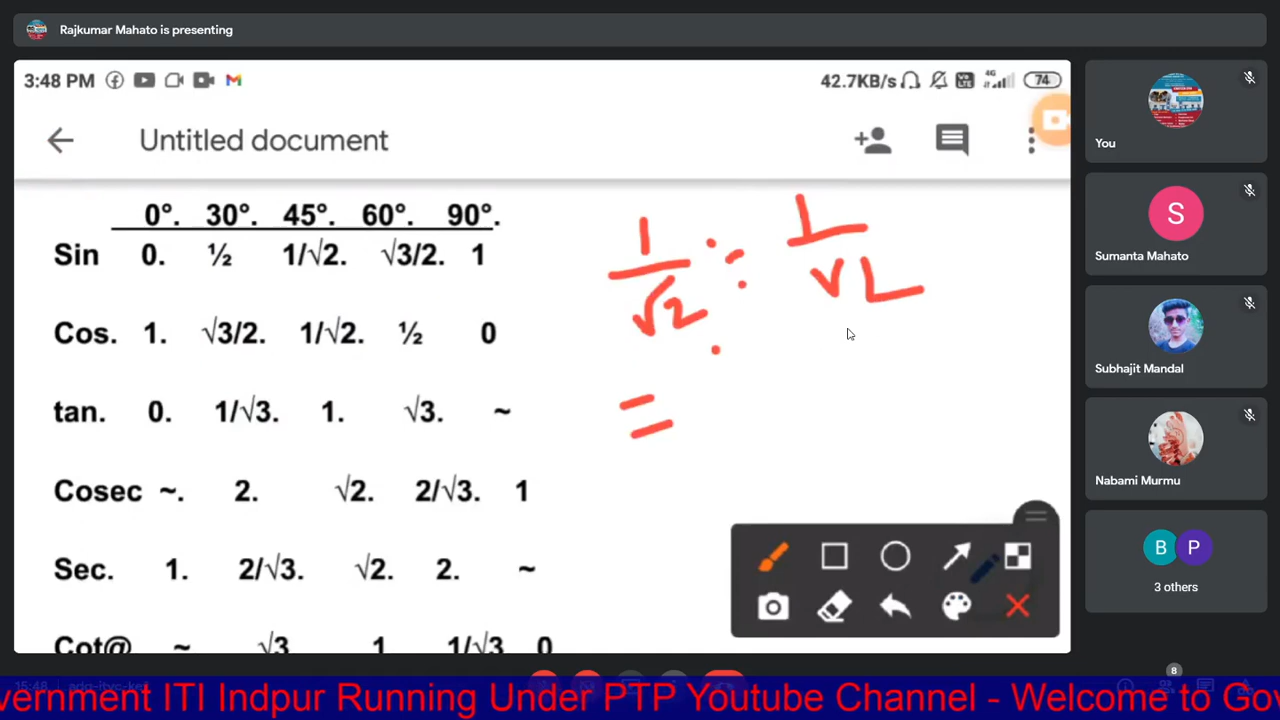 Rajkumar Mahato is presenting
3:48 PM
42.7KB/s
4G
74
Untitled document
0°. 30°. 45°. 60°. 90°.
Sin 0. ½ 1/√2. √3/2. 1
Cos. 1. √3/2. 1/√2. ½ 0
tan. 0. 1/√3. 1. √3. ~
Cosec ~. 2. √2. 2/√3. 1
Sec. 1. 2/√3. √2. 2. ~
Cot@ ~ √3 1 1/√3 0
1/√2 ÷ 1/√2
=
You
S
Sumanta Mahato
Subhajit Mandal
Nabami Murmu
B P
3 others
8
vernment ITI Indpur Running Under PTP Youtube Channel - Welcome to Gov